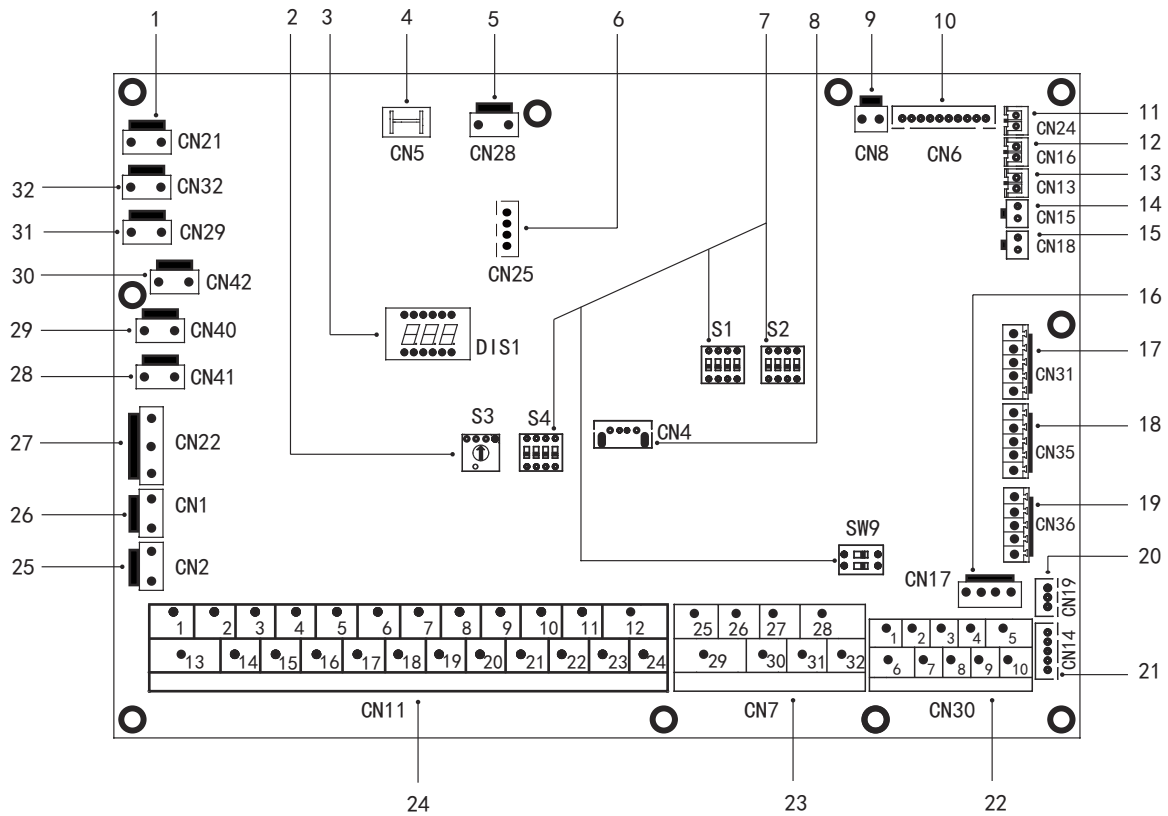 1 2 3 4 5 6 7 8 9 10
CN21 CN5 CN28 CN8 CN6 CN24 11
CN16 12
32 CN32 CN13 13
31 CN29 CN15 14
CN25 CN18 15
30 CN42 16
29 CN40 DIS1 S1 S2 17
28 CN41 CN31
S3 S4 CN4 8
27 CN22 CN35 18
2
26 CN1 CN36 19
SW9
25 CN2 CN17 CN19 20
1 2 3 4 5 6 7 8 9 10 11 12 25 26 27 28 1 2 3 4 5
13 14 15 16 17 18 19 20 21 22 23 24 29 30 31 32 6 7 8 9 10 CN14
21
CN11 CN7 CN30
24 23 22